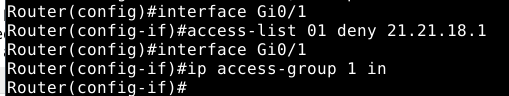 Router(config)#interface Gi0/1
Router(config-if)#access-list 01 deny 21.21.18.1
Router(config)#interface Gi0/1
Router(config-if)#ip access-group 1 in
Router(config-if)#